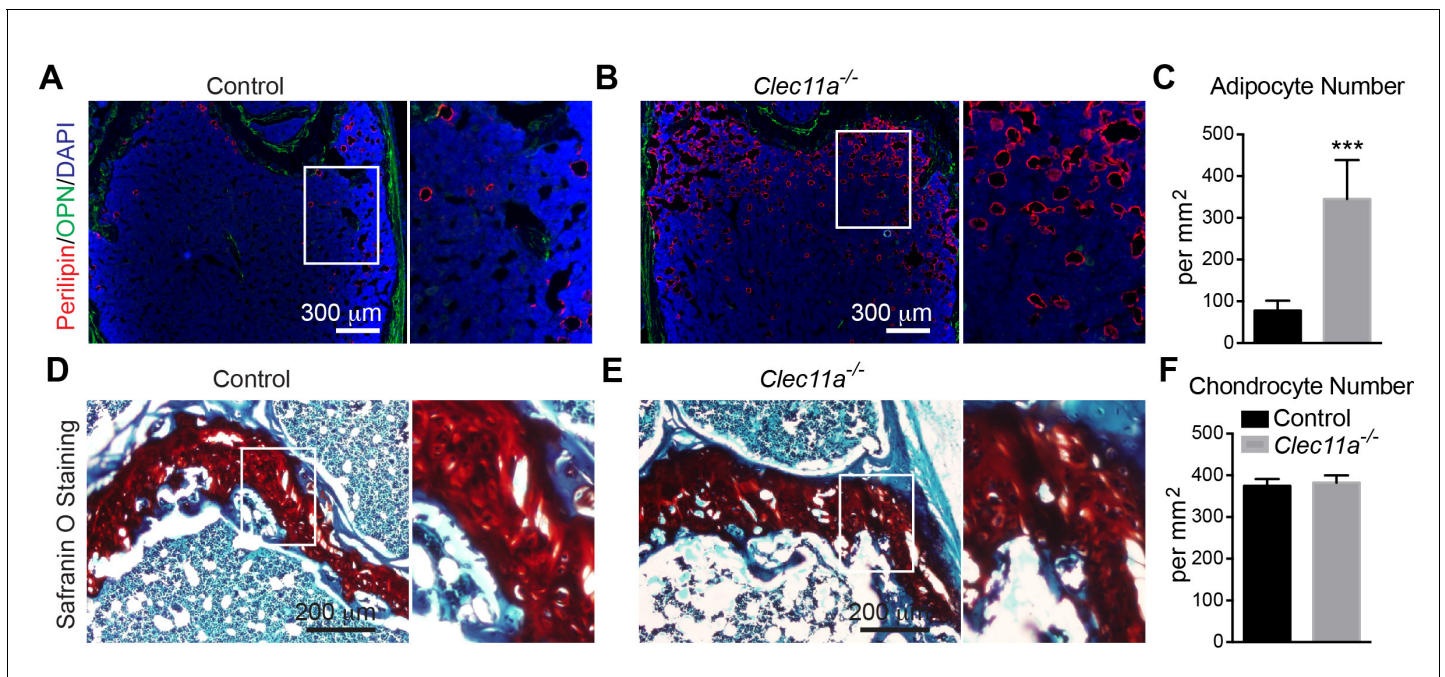 A
Control
Perilipin/OPN/DAPI
300 μm
B
Clec11a-/-
300 μm
C
Adipocyte Number
per mm2
500
400
300
200
100
0
***
D
Control
Safranin O Staining
200 μm
E
Clec11a-/-
200 μm
F
Chondrocyte Number
Control
Clec11a-/-
per mm2
500
400
300
200
100
0